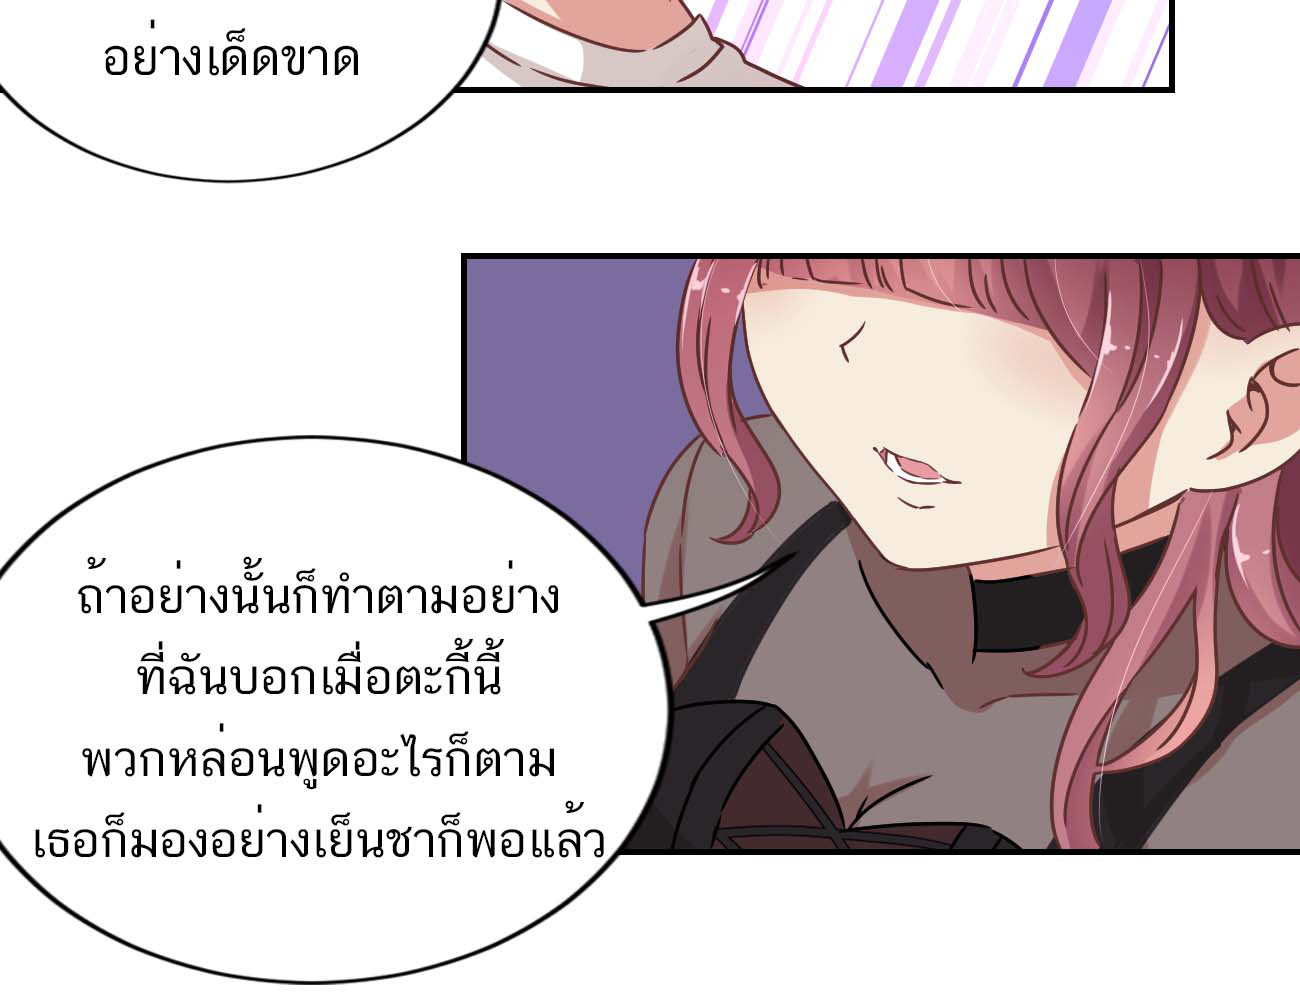 อย่างเด็ดขาด
ถ้าอย่างนั้นก็ทำตามอย่าง
ที่ฉันบอกเมื่อตะกี้นี้
พวกหล่อนพูดอะไรก็ตาม
เธอก็มองอย่างเย็นชาก็พอแล้ว